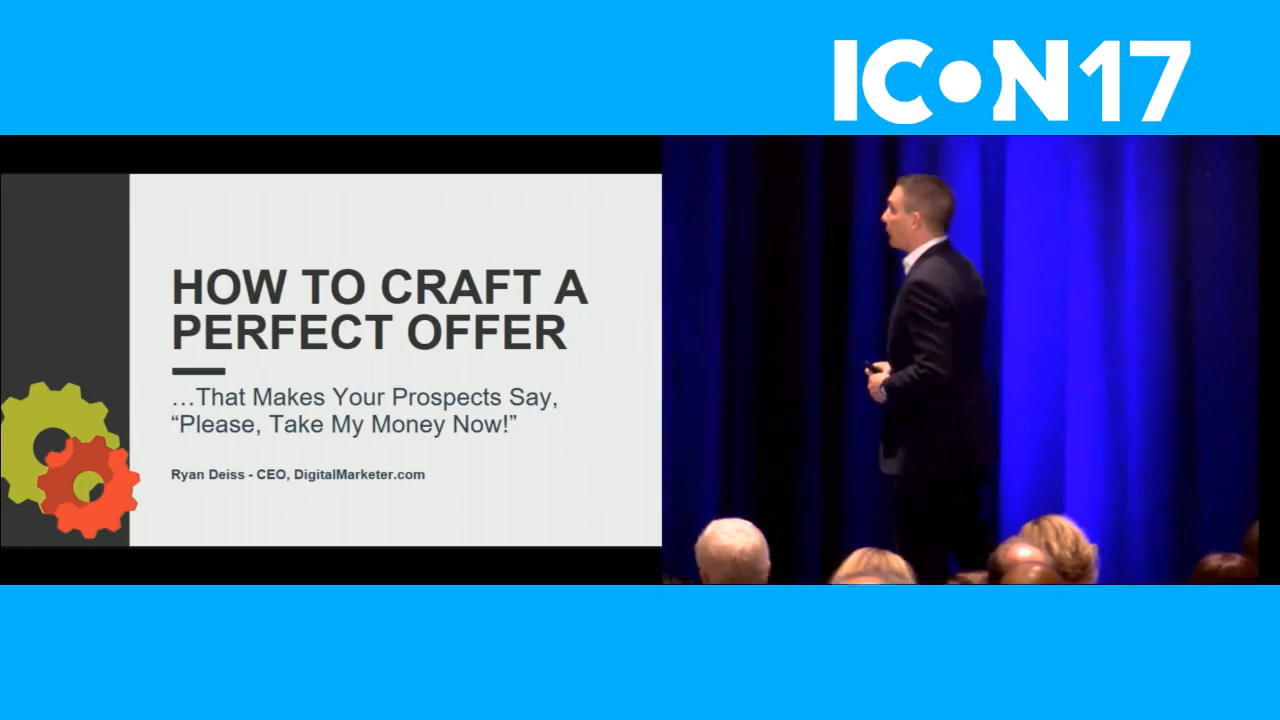 ICON17
HOW TO CRAFT A
PERFECT OFFER
…That Makes Your Prospects Say,
“Please, Take My Money Now!”
Ryan Deiss - CEO, DigitalMarketer.com